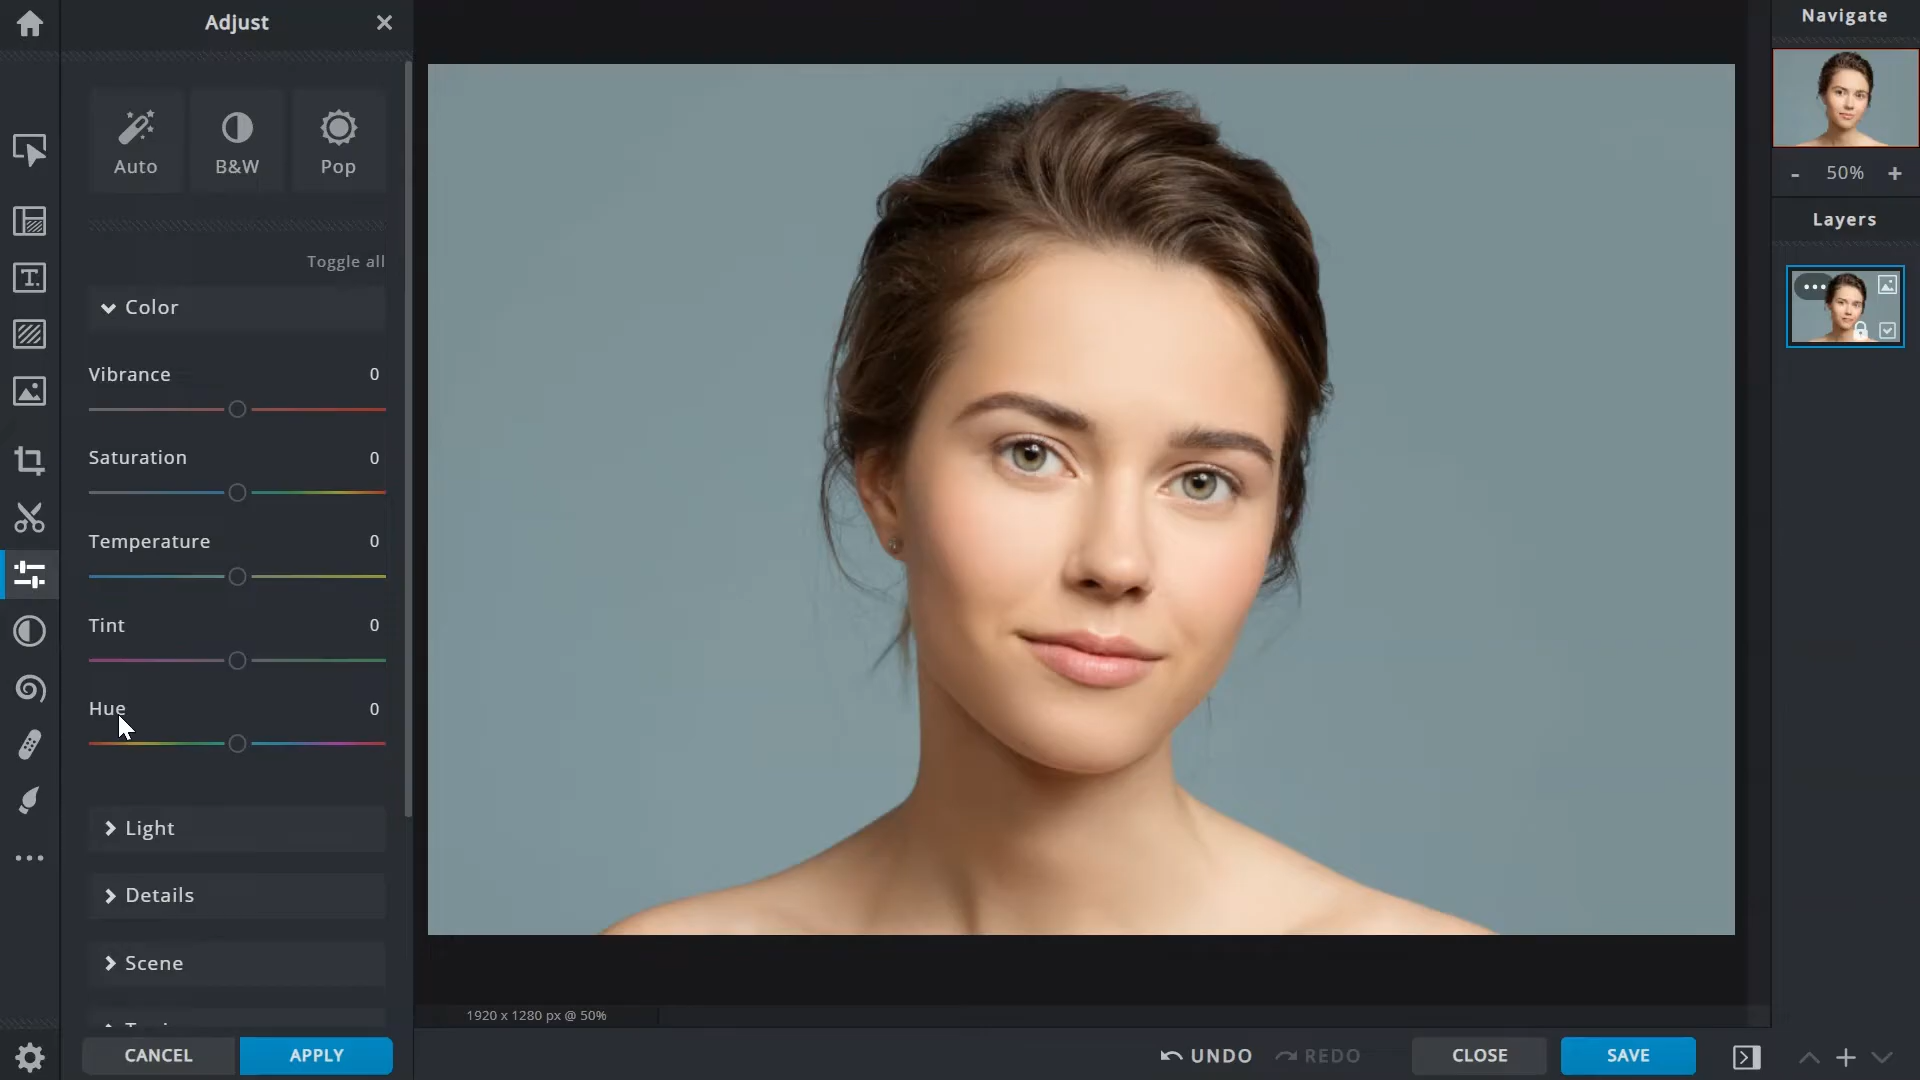 Adjust
Auto
B&W
Pop
Toggle all
Color
Vibrance 0
Saturation 0
Temperature 0
Tint 0
Hue 0
Light
Details
Scene
CANCEL
APPLY
1920 x 1280 px @ 50%
UNDO
REDO
CLOSE
SAVE
Navigate
- 50% +
Layers